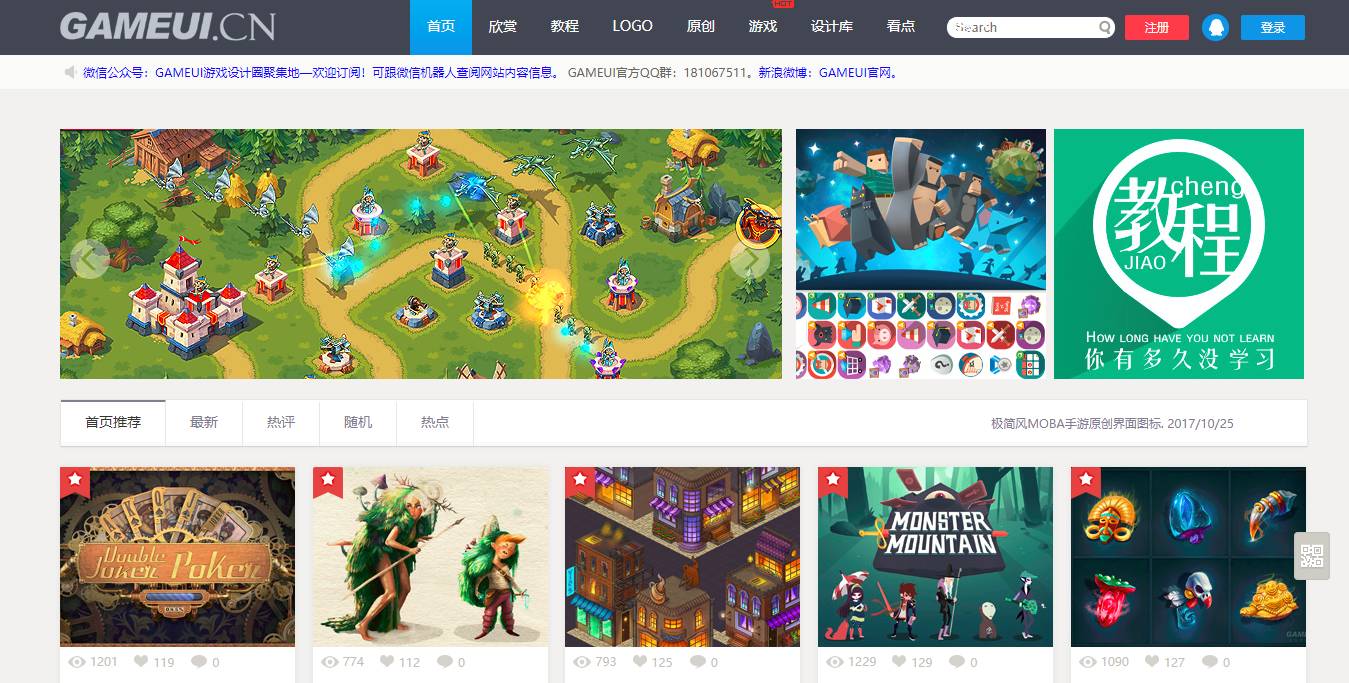 GAMEUI.CN
首页 欣赏 教程 LOGO 原创 游戏 设计库 看点
HOT
Search
注册
登录
微信公众号：GAMEUI游戏设计圈聚集地—欢迎订阅！可跟微信机器人查阅网站内容信息。 GAMEUI官方QQ群：181067511。新浪微博：GAMEUI官网。
教程
cheng
JIAO
HOW LONG HAVE YOU NOT LEARN
你有多久没学习
首页推荐 最新 热评 随机 热点
极简风MOBA手游原创界面图标. 2017/10/25
Double
Joker Poker
MONSTER
MOUNTAIN
1201 119 0
774 112 0
793 125 0
1229 129 0
1090 127 0